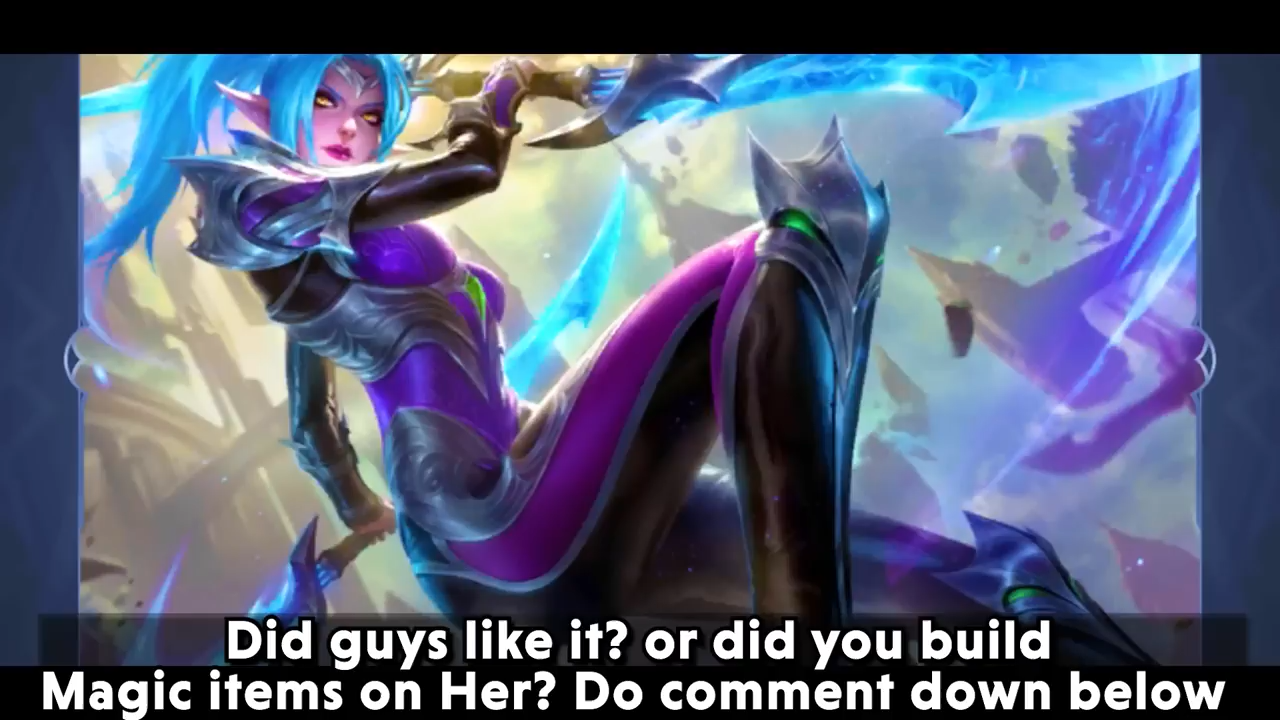 Did guys like it? or did you build
Magic items on Her? Do comment down below